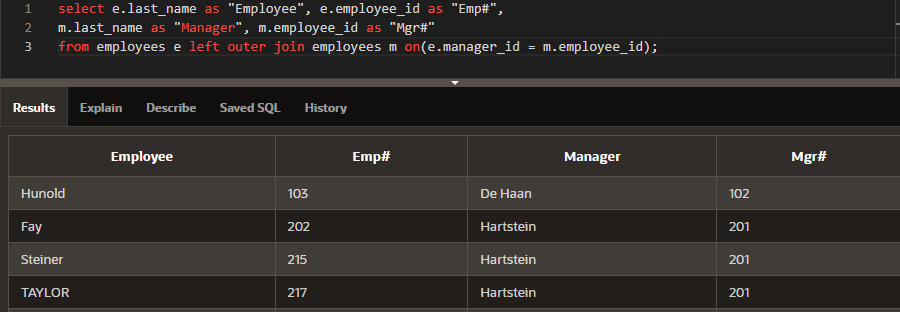 1 select e.last_name as "Employee", e.employee_id as "Emp#",
2 m.last_name as "Manager", m.employee_id as "Mgr#"
3 from employees e left outer join employees m on(e.manager_id = m.employee_id);
Results Explain Describe Saved SQL History
Employee Emp# Manager Mgr#
Hunold 103 De Haan 102
Fay 202 Hartstein 201
Steiner 215 Hartstein 201
TAYLOR 217 Hartstein 201